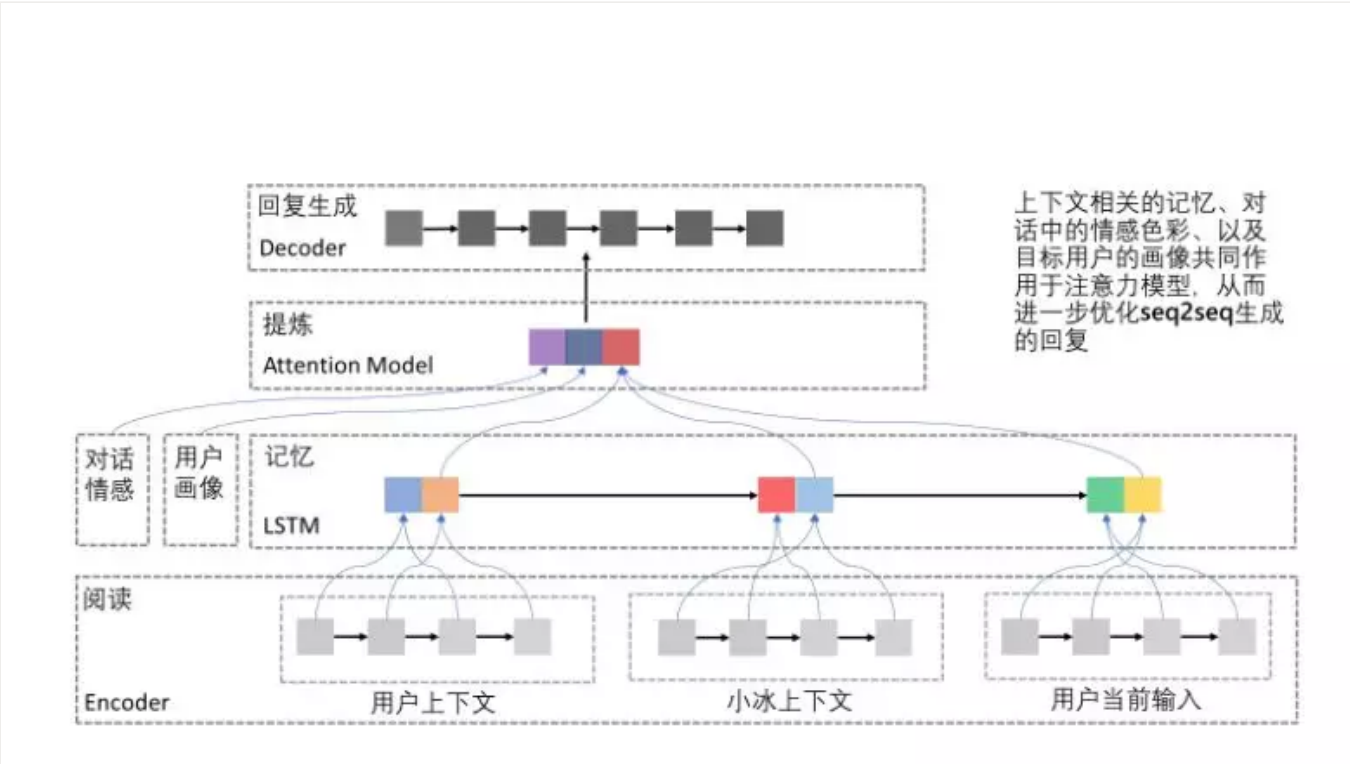 回复生成
Decoder
上下文相关的记忆、对
话中的情感色彩、以及
目标用户的画像共同作
用于注意力模型，从而
进一步优化seq2seq生成
的回复
提炼
Attention Model
对话
情感
用户
画像
记忆
LSTM
阅读
Encoder
用户上下文
小冰上下文
用户当前输入